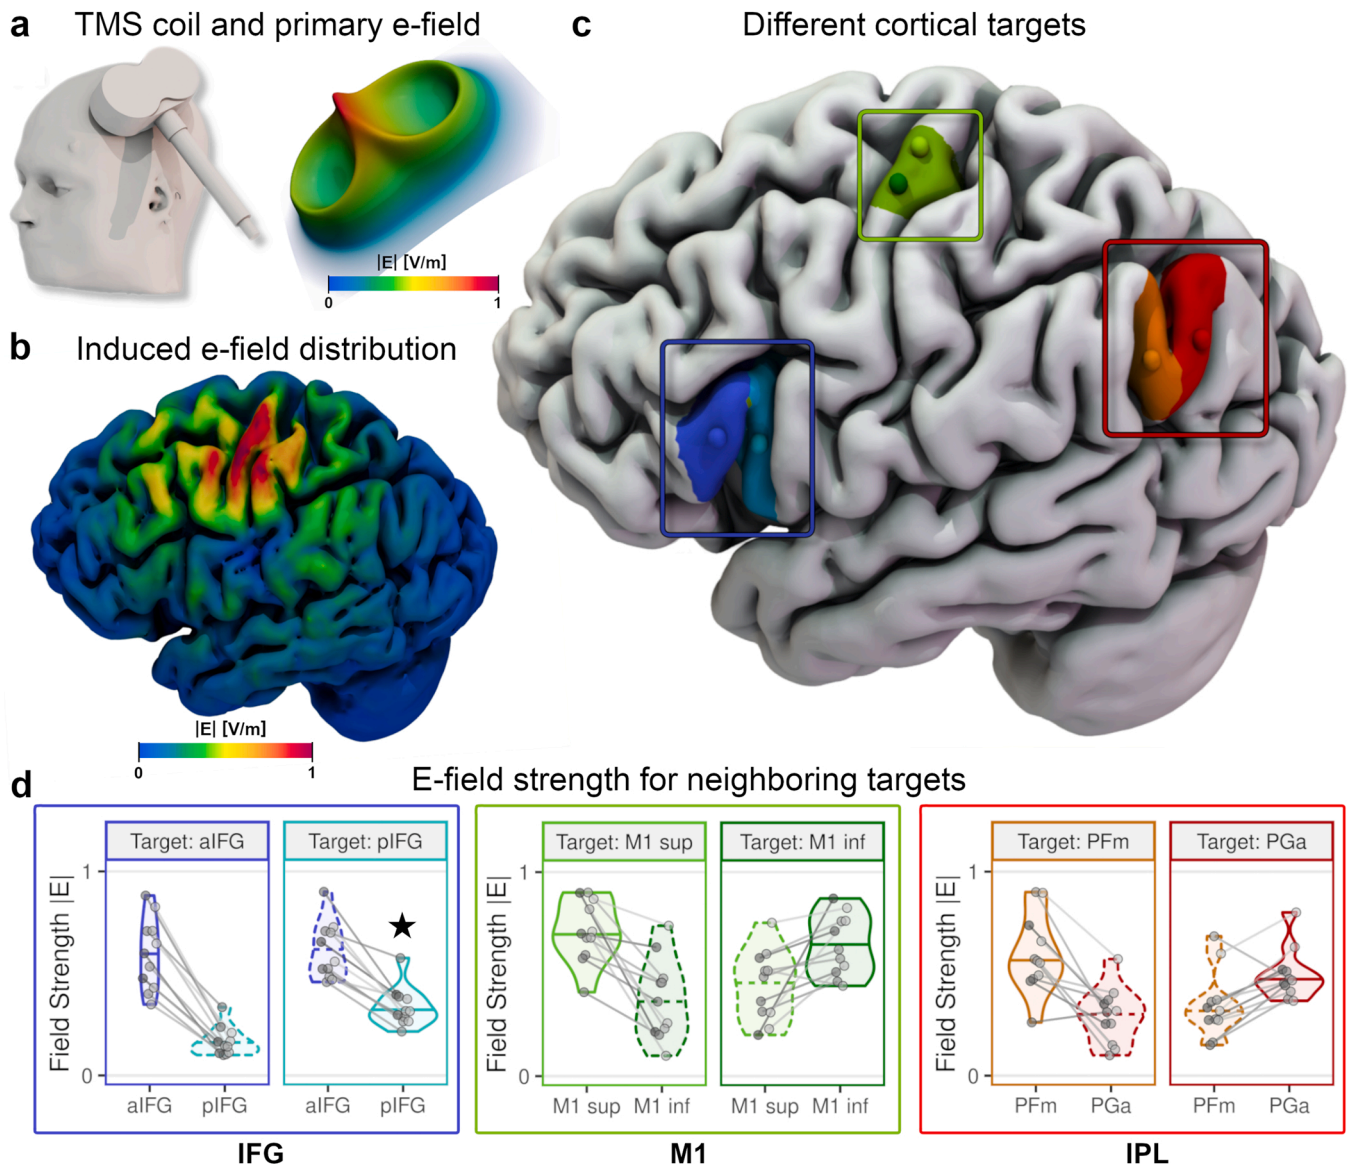 a TMS coil and primary e-field
|E| [V/m]
0 1
b Induced e-field distribution
|E| [V/m]
0 1
c Different cortical targets
d E-field strength for neighboring targets
Target: aIFG Target: pIFG
Field Strength |E|
1
0
aIFG pIFG aIFG pIFG
IFG
Target: M1 sup Target: M1 inf
Field Strength |E|
1
0
M1 sup M1 inf M1 sup M1 inf
M1
Target: PFm Target: PGa
Field Strength |E|
1
0
PFm PGa PFm PGa
IPL